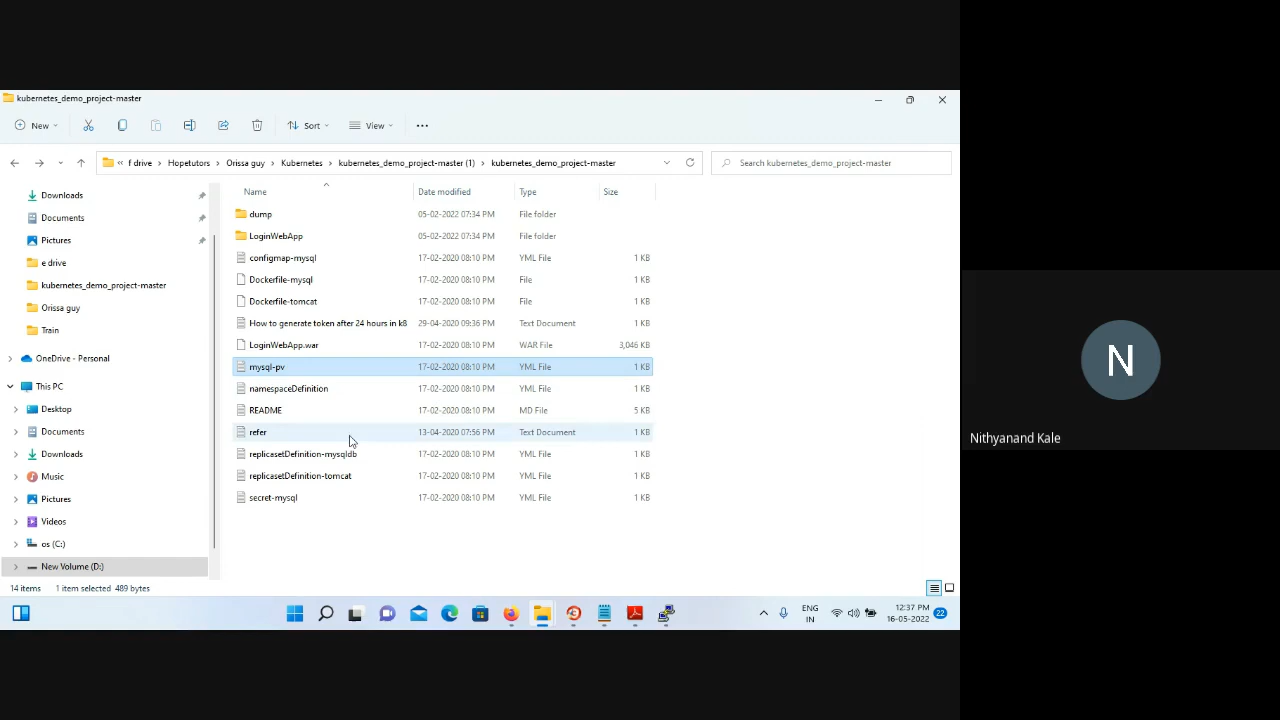 kubernetes_demo_project-master
New
Sort
View
« f drive > Hopetutors > Orissa guy > Kubernetes > kubernetes_demo_project-master (1) > kubernetes_demo_project-master
Search kubernetes_demo_project-master
Name Date modified Type Size
Downloads
Documents
Pictures
e drive
kubernetes_demo_project-master
Orissa guy
Train
OneDrive - Personal
This PC
Desktop
Documents
Downloads
Music
Pictures
Videos
os (C:)
New Volume (D:)
dump 05-02-2022 07:34 PM File folder
LoginWebApp 05-02-2022 07:34 PM File folder
configmap-mysql 17-02-2020 08:10 PM YML File 1 KB
Dockerfile-mysql 17-02-2020 08:10 PM File 1 KB
Dockerfile-tomcat 17-02-2020 08:10 PM File 1 KB
How to generate token after 24 hours in k8 29-04-2020 09:36 PM Text Document 1 KB
LoginWebApp.war 17-02-2020 08:10 PM WAR File 3,046 KB
mysql-pv 17-02-2020 08:10 PM YML File 1 KB
namespaceDefinition 17-02-2020 08:10 PM YML File 1 KB
README 17-02-2020 08:10 PM MD File 5 KB
refer 13-04-2020 07:56 PM Text Document 1 KB
replicasetDefinition-mysqldb 17-02-2020 08:10 PM YML File 1 KB
replicasetDefinition-tomcat 17-02-2020 08:10 PM YML File 1 KB
secret-mysql 17-02-2020 08:10 PM YML File 1 KB
14 items 1 item selected 489 bytes
ENG
IN
12:37 PM
16-05-2022
22
N
Nithyanand Kale